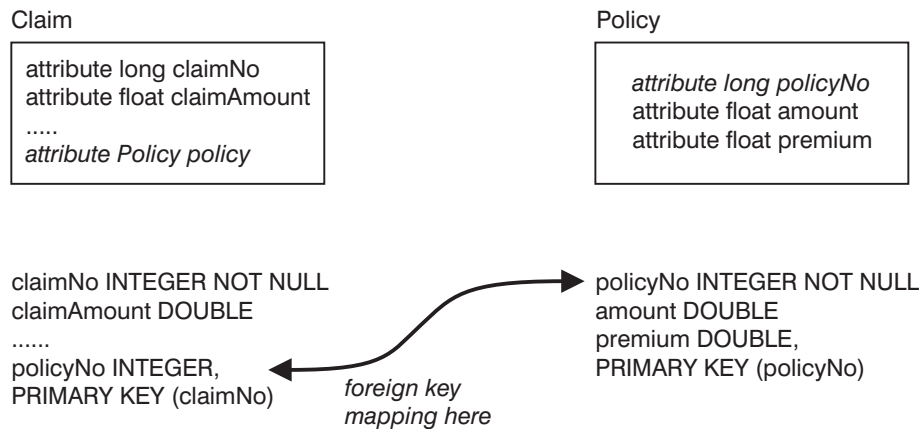 Claim
attribute long claimNo
attribute float claimAmount
.....
attribute Policy policy
Policy
attribute long policyNo
attribute float amount
attribute float premium
claimNo INTEGER NOT NULL
claimAmount DOUBLE
......
policyNo INTEGER,
PRIMARY KEY (claimNo)
foreign key
mapping here
policyNo INTEGER NOT NULL
amount DOUBLE
premium DOUBLE,
PRIMARY KEY (policyNo)